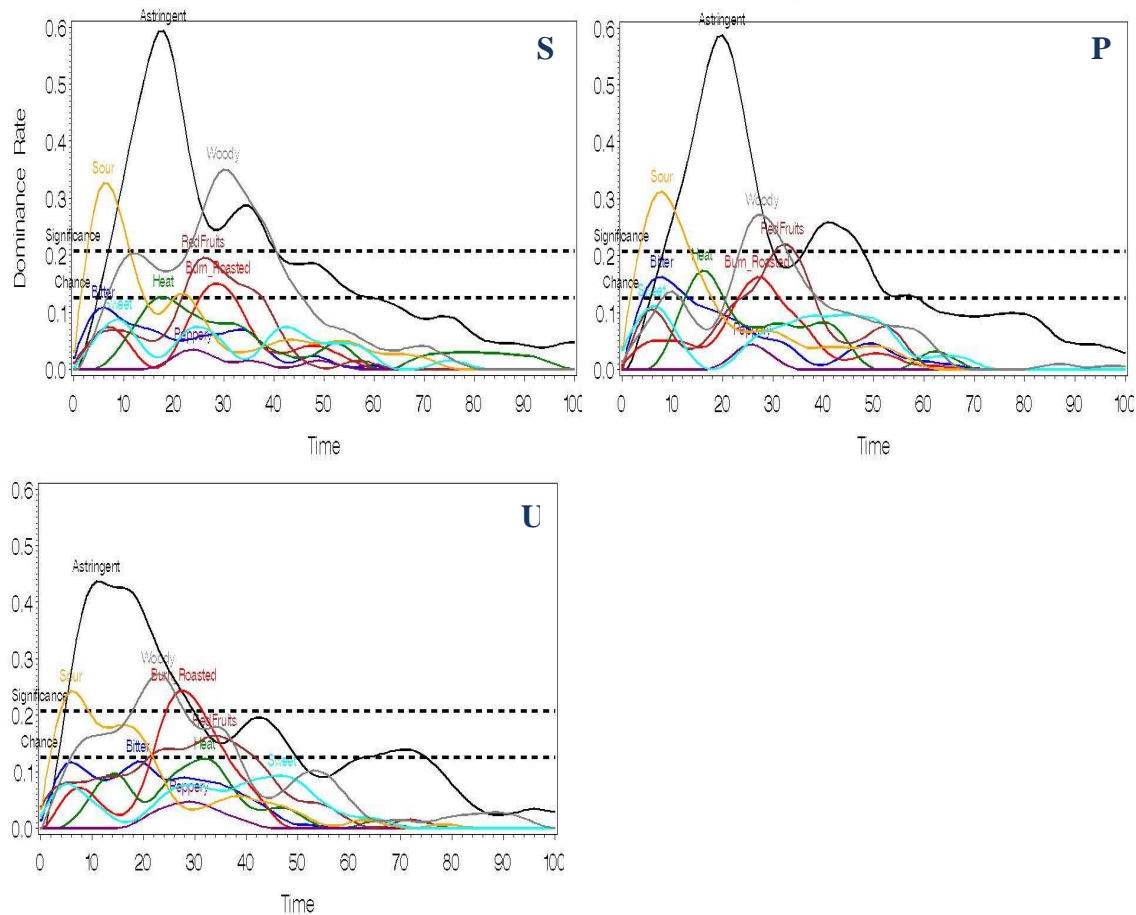 Astringent
S
0.6
0.5
0.4
0.3
0.2
0.1
0.0
Dominance Rate
Sour
Woody
Significance
RedFruits
Burn_Roasted
Chance
Heat
Bitter
Sweet
Peppery
0 10 20 30 40 50 60 70 80 90 100
Time
Astringent
P
0.6
0.5
0.4
0.3
0.2
0.1
0.0
Sour
Woody
Significance
RedFruits
Heat
Burn_Roasted
Bitter
Chance
Sweet
0 10 20 30 40 50 60 70 80 90 100
Time
U
0.6
0.5
0.4
0.3
0.2
0.1
0.0
Astringent
Woody
Sour
Burn_Roasted
Significance
RedFruits
Chance
Bitter
Heat
Sweet
Peppery
0 10 20 30 40 50 60 70 80 90 100
Time